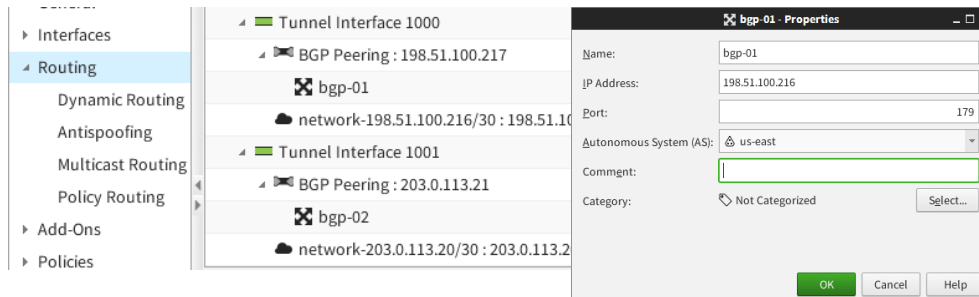 Interfaces
Routing
Dynamic Routing
Antispoofing
Multicast Routing
Policy Routing
Add-Ons
Policies
Tunnel Interface 1000
BGP Peering : 198.51.100.217
bgp-01
network-198.51.100.216/30 : 198.51.10
Tunnel Interface 1001
BGP Peering : 203.0.113.21
bgp-02
network-203.0.113.20/30 : 203.0.113.2
bgp-01 - Properties
Name: bgp-01
IP Address: 198.51.100.216
Port: 179
Autonomous System (AS): us-east
Comment:
Category: Not Categorized Select...
OK Cancel Help